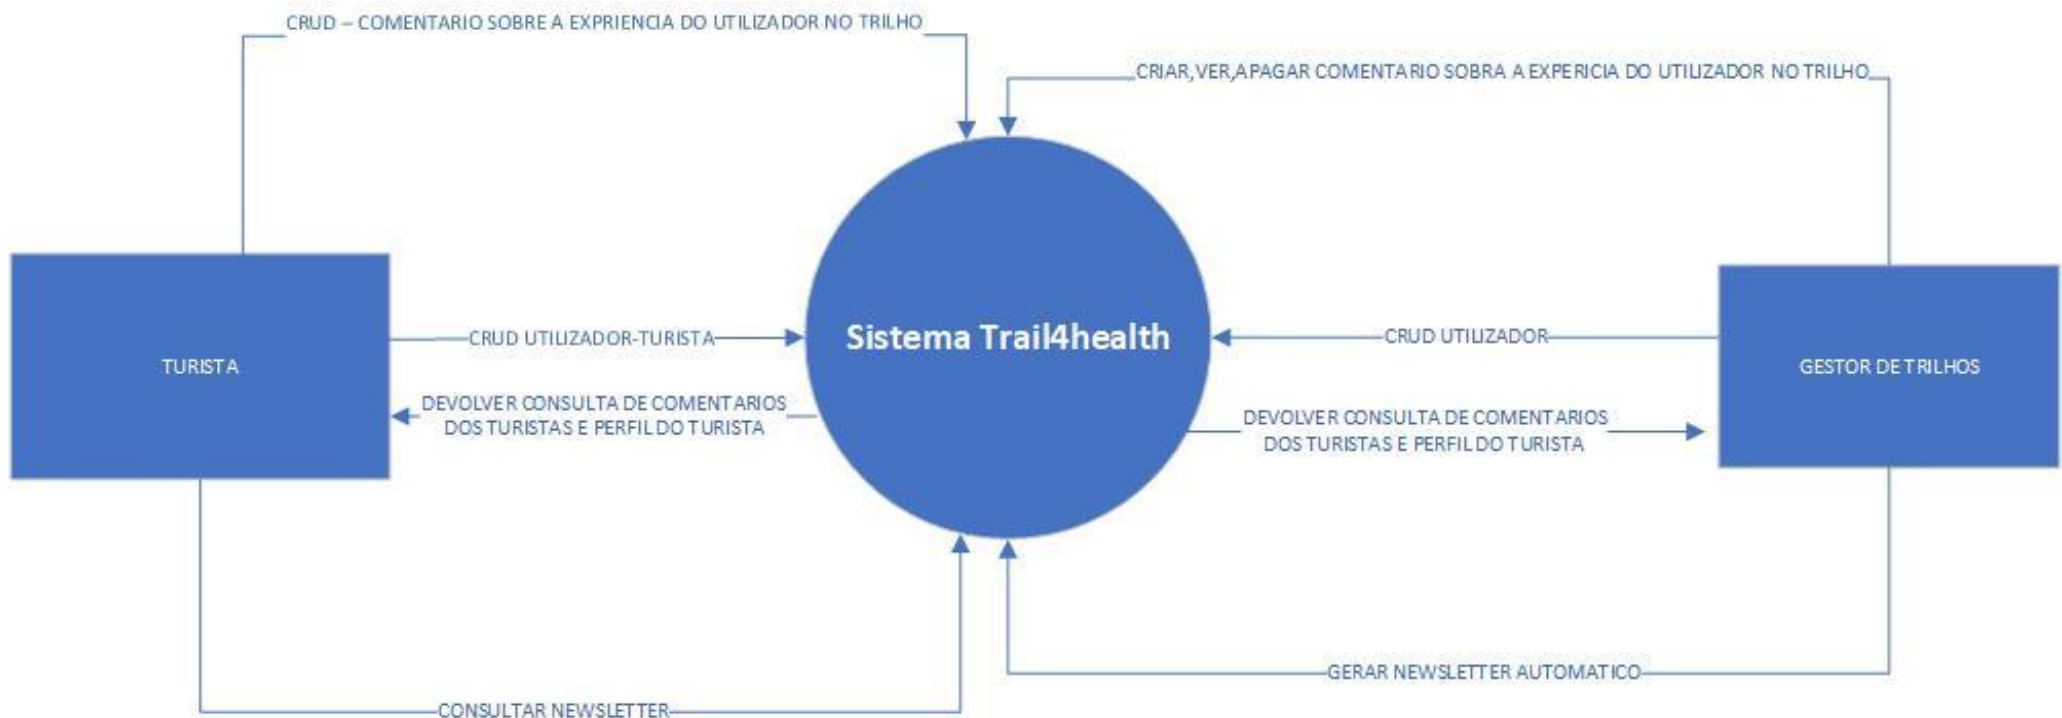 CRUD – COMENTARIO SOBRE A EXPRIENCIA DO UTILIZADOR NO TRILHO
CRIAR,VER,APAGAR COMENTARIO SOBRA A EXPERICIA DO UTILIZADOR NO TRILHO
TURISTA
CRUD UTILIZADOR-TURISTA
DEVOLVER CONSULTA DE COMENTARIOS
DOS TURISTAS E PERFIL DO TURISTA
Sistema Trail4health
CRUD UTILIZADOR
DEVOLVER CONSULTA DE COMENTARIOS
DOS TURISTAS E PERFIL DO TURISTA
GESTOR DE TRILHOS
GERAR NEWSLETTER AUTOMATICO
CONSULTAR NEWSLETTER